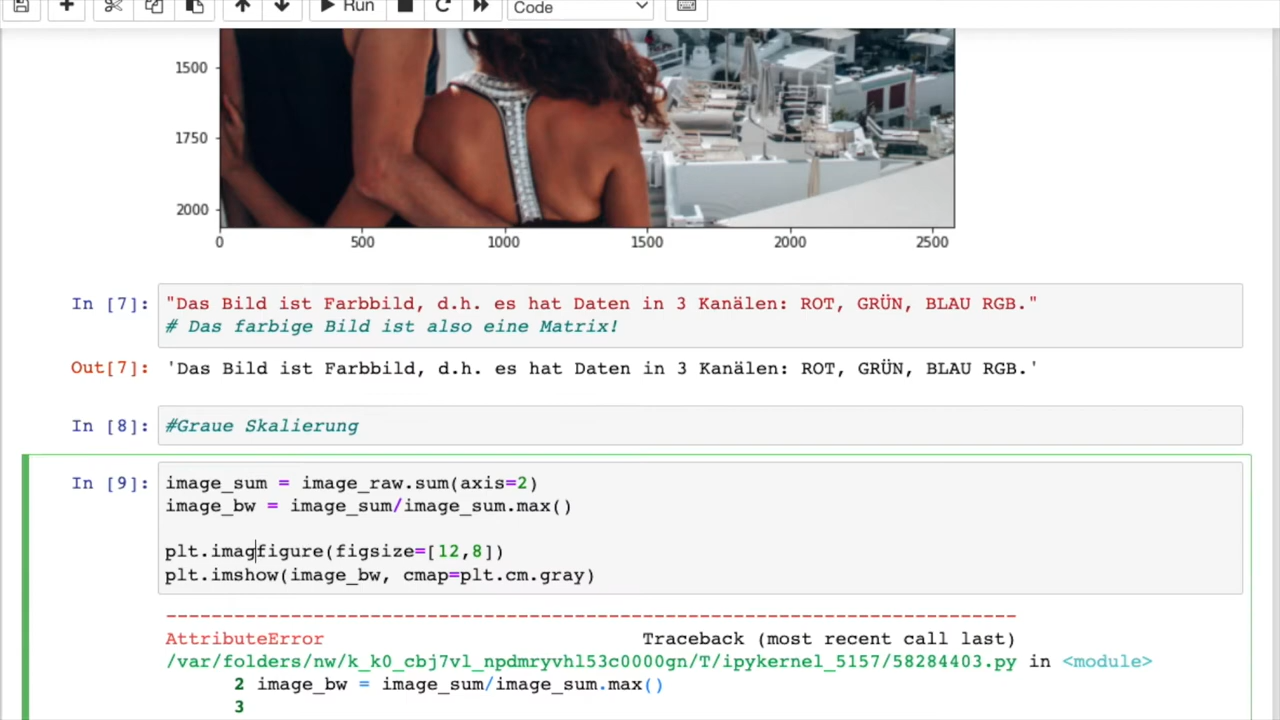 Run
Code
1500
1750
2000
0 500 1000 1500 2000 2500
In [7]: "Das Bild ist Farbbild, d.h. es hat Daten in 3 Kanälen: ROT, GRÜN, BLAU RGB."
# Das farbige Bild ist also eine Matrix!
Out[7]: 'Das Bild ist Farbbild, d.h. es hat Daten in 3 Kanälen: ROT, GRÜN, BLAU RGB.'
In [8]: #Graue Skalierung
In [9]: image_sum = image_raw.sum(axis=2)
image_bw = image_sum/image_sum.max()
plt.imagfigure(figsize=[12,8])
plt.imshow(image_bw, cmap=plt.cm.gray)
---------------------------------------------------------------------------
AttributeError Traceback (most recent call last)
/var/folders/nw/k_k0_cbj7vl_npdmryvhl53c0000gn/T/ipykernel_5157/58284403.py in <module>
2 image_bw = image_sum/image_sum.max()
3